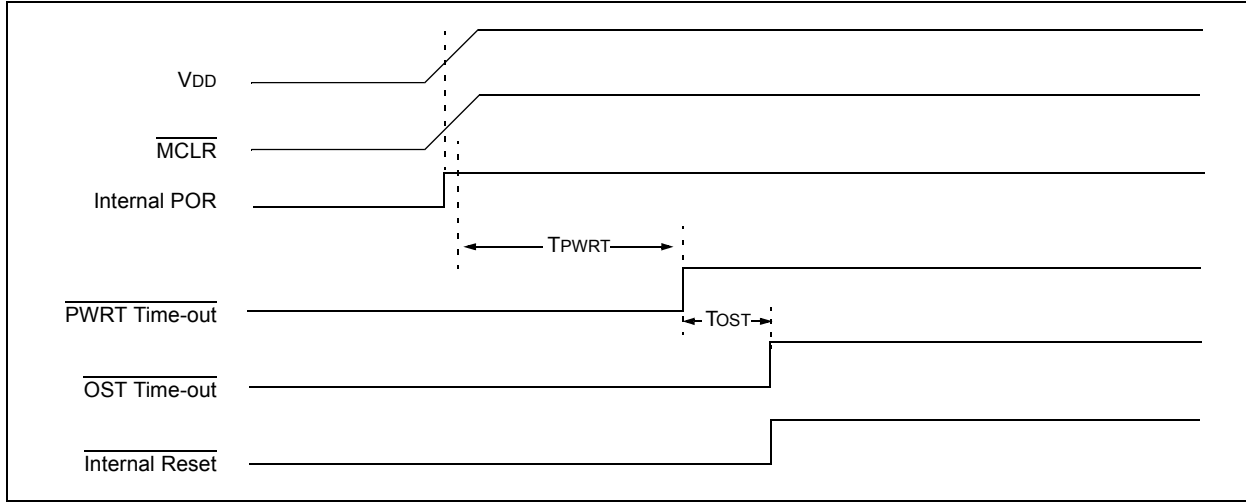 VDD
MCLR
Internal POR
TPWRT
PWRT Time-out
TOST
OST Time-out
Internal Reset